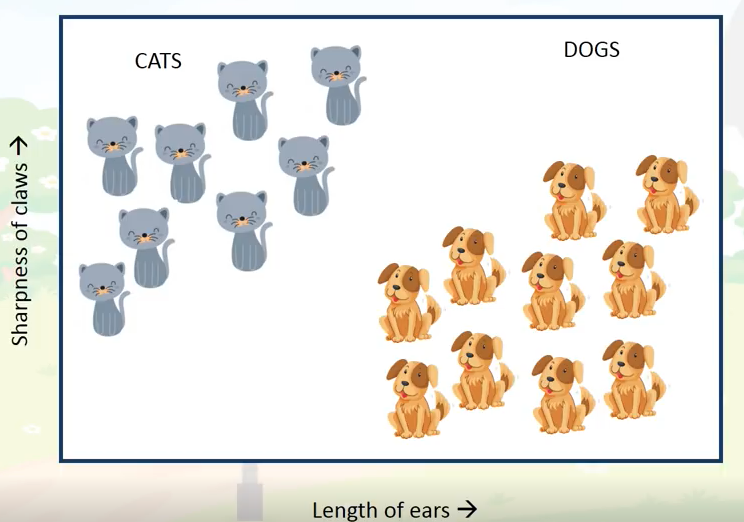 CATS
DOGS
Sharpness of claws →
Length of ears →